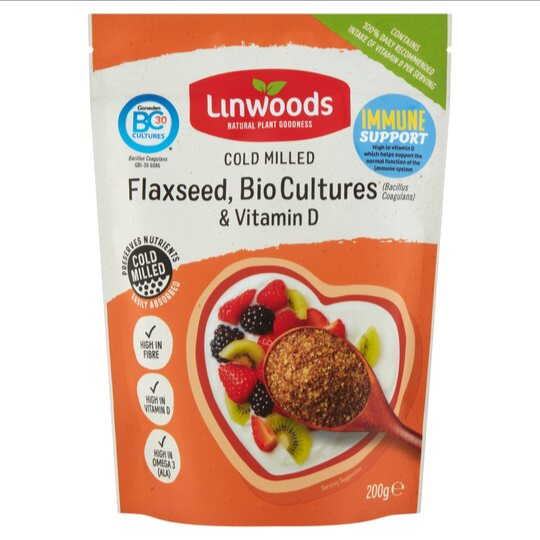 CONTAINS
100% DAILY RECOMMENDED
INTAKE OF VITAMIN D PER SERVING
Linwoods
NATURAL PLANT GOODNESS
Ganeden
BC30
CULTURES
Bacillus Coagulans
GBI-30 6086
IMMUNE
SUPPORT
High in vitamin D
which helps support the
normal function of the
immune system
COLD MILLED
Flaxseed, Bio Cultures (Bacillus
Coagulans)
& Vitamin D
PRESERVES NUTRIENTS
COLD
MILLED
EASILY ABSORBED
HIGH IN
FIBRE
HIGH IN
VITAMIN D
HIGH IN
OMEGA 3
(ALA)
Serving Suggestion
200g e